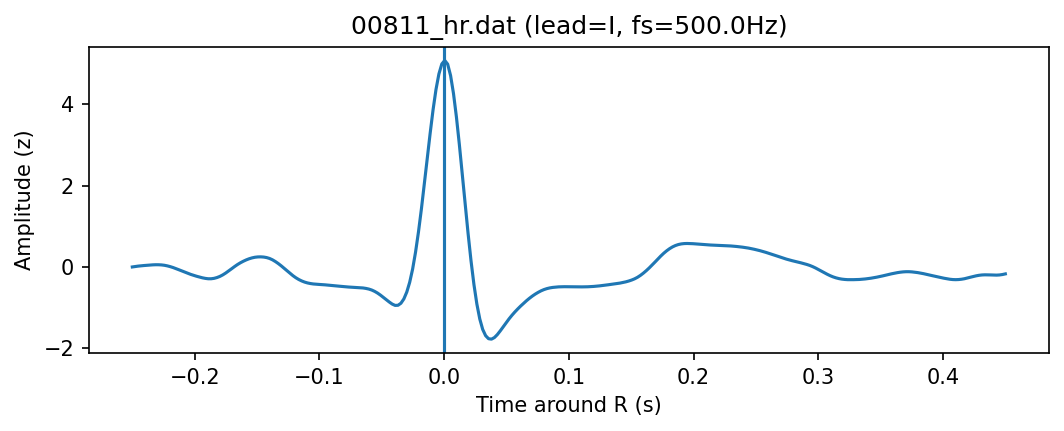 00811_hr.dat (lead=I, fs=500.0Hz)
Amplitude (z)
4
2
0
−2
−0.2 −0.1 0.0 0.1 0.2 0.3 0.4
Time around R (s)